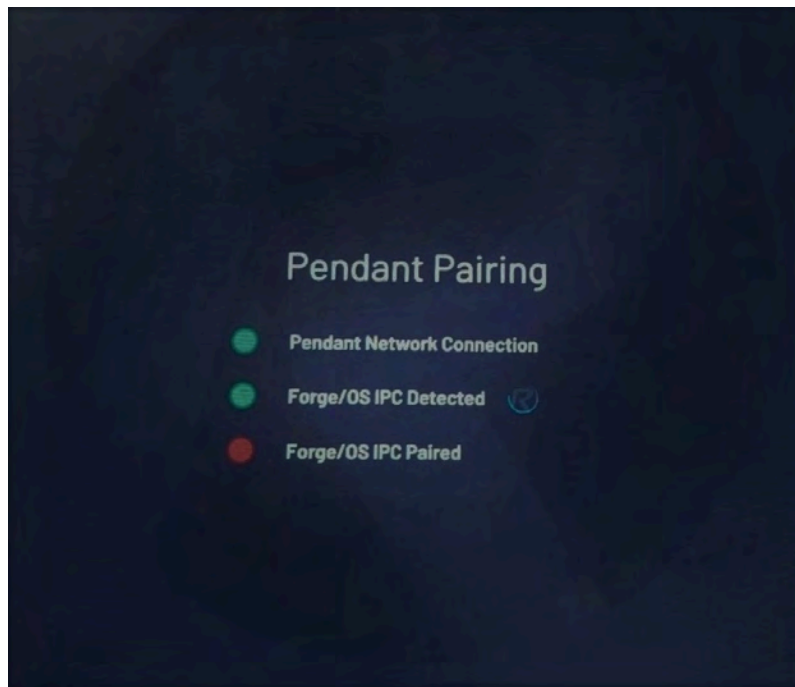 Pendant Pairing
Pendant Network Connection
Forge/OS IPC Detected
Forge/OS IPC Paired